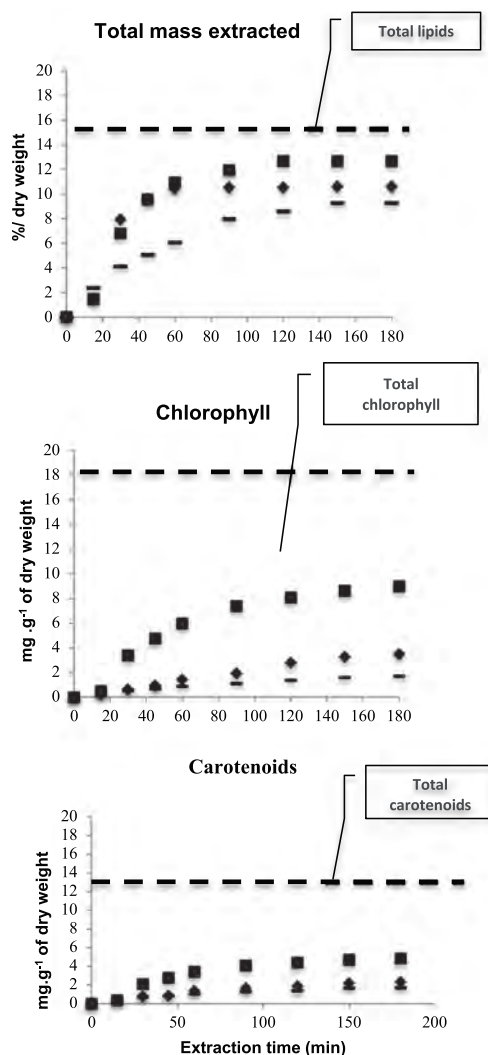 Total mass extracted
Total lipids
20
18
16
14
12
10
8
6
4
2
0
%/ dry weight
0 20 40 60 80 100 120 140 160 180
Total
chlorophyll
Chlorophyll
20
18
16
14
12
10
8
6
4
2
0
mg .g-1 of dry weight
0 20 40 60 80 100 120 140 160 180
Carotenoids
Total
carotenoids
20
18
16
14
12
10
8
6
4
2
0
mg.g-1 of dry weight
0 50 100 150 200
Extraction time (min)